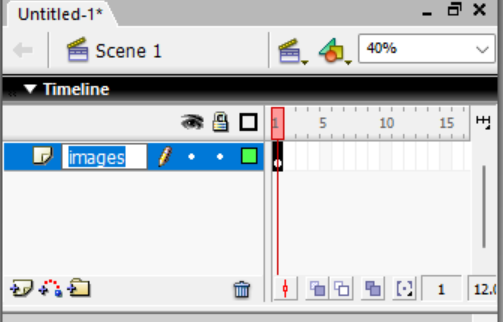 Untitled-1*
Scene 1
40%
Timeline
1 5 10 15
images
1 12.0